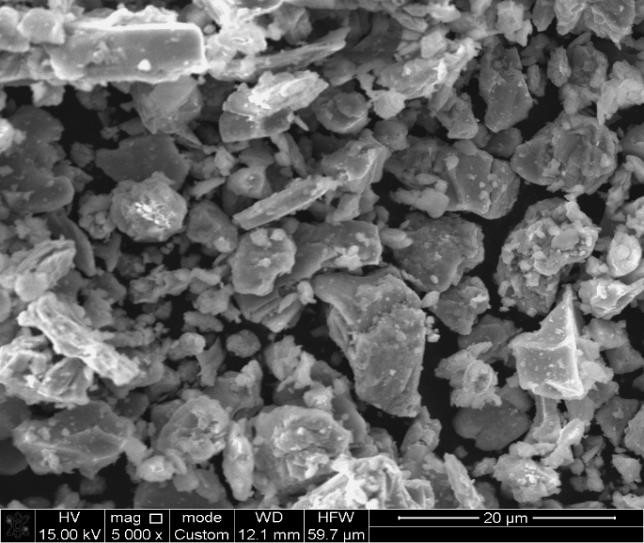 HV mag mode WD HFW 20 µm
15.00 kV 5 000 x Custom 12.1 mm 59.7 µm